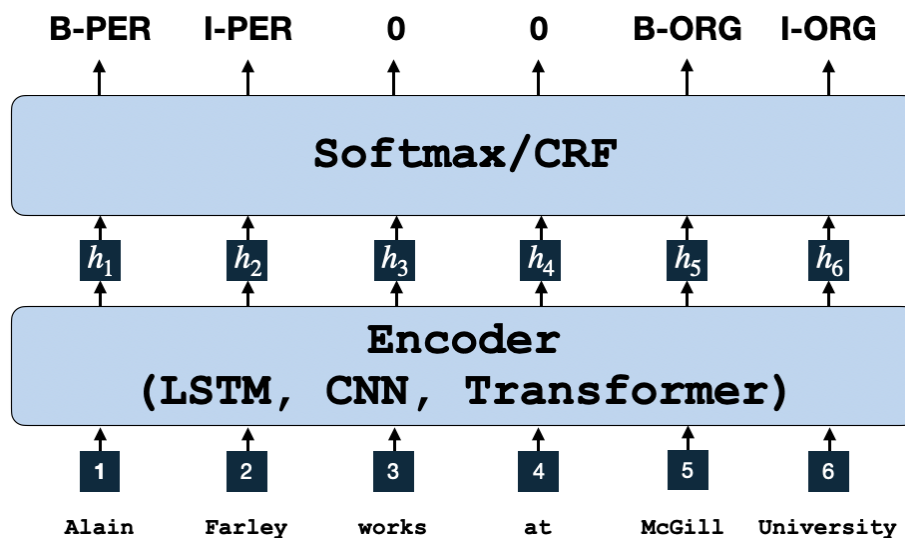 B-PER I-PER 0 0 B-ORG I-ORG
Softmax/CRF
h1 h2 h3 h4 h5 h6
Encoder
(LSTM, CNN, Transformer)
1 2 3 4 5 6
Alain Farley works at McGill University